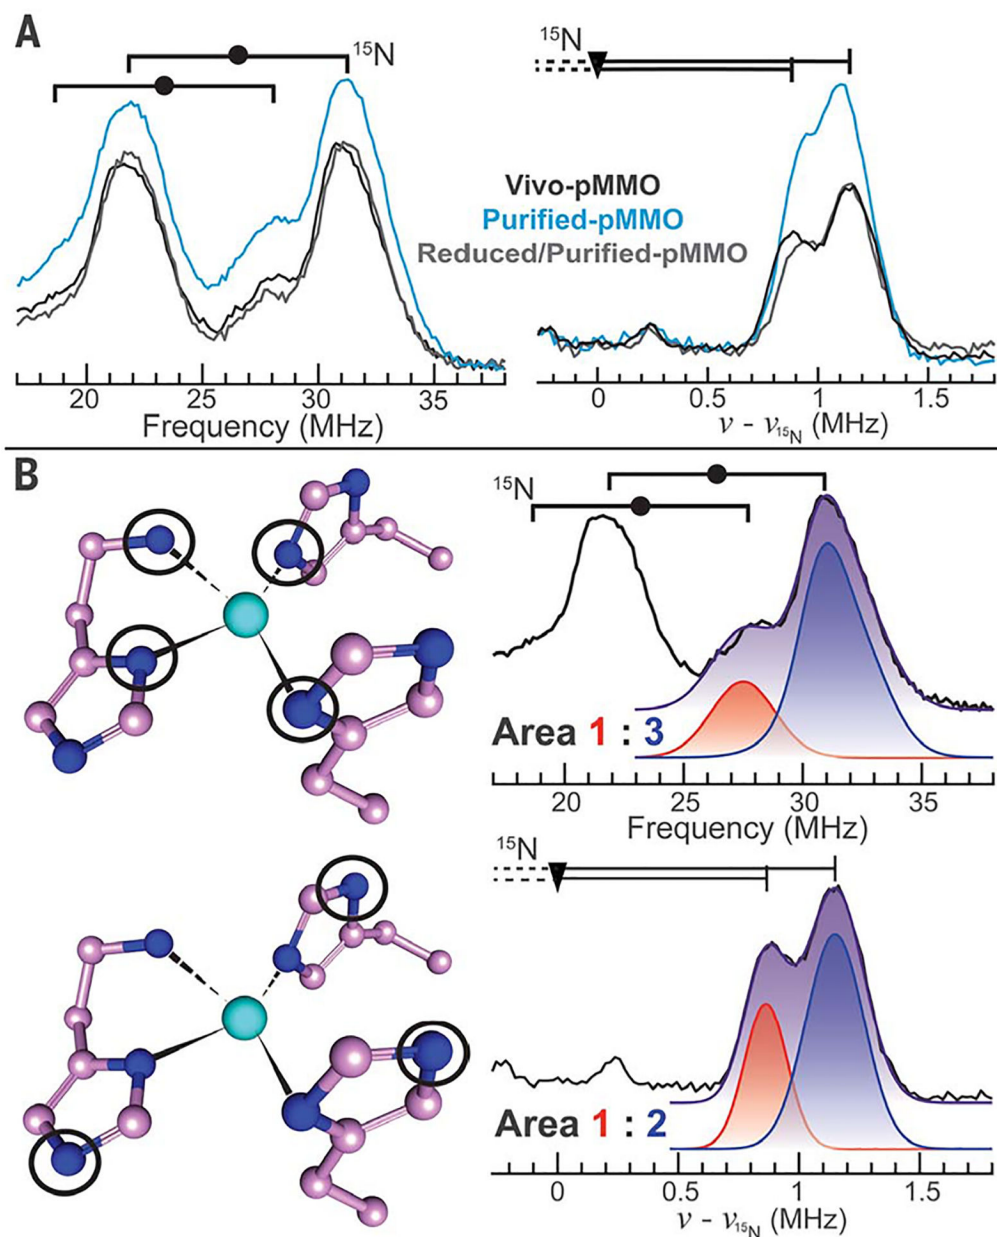 A
15N
15N
Vivo-pMMO
Purified-pMMO
Reduced/Purified-pMMO
20 25 30 35
Frequency (MHz)
0 0.5 1 1.5
ν - ν15N (MHz)
B
15N
Area 1 : 3
20 25 30 35
Frequency (MHz)
15N
Area 1 : 2
0 0.5 1 1.5
ν - ν15N (MHz)